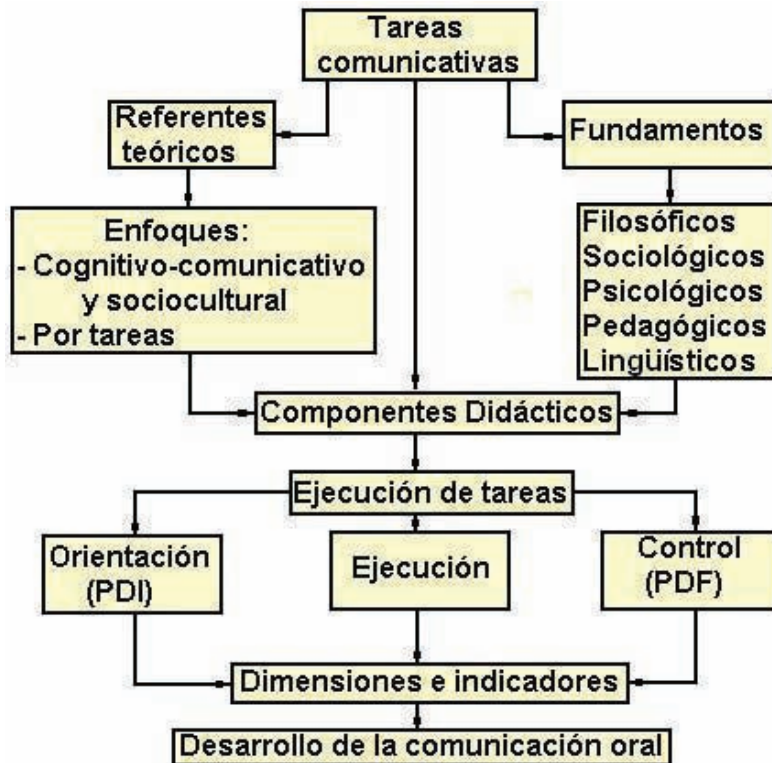 Tareas
comunicativas
Referentes
teóricos
Fundamentos
Enfoques:
- Cognitivo-comunicativo
y sociocultural
- Por tareas
Filosóficos
Sociológicos
Psicológicos
Pedagógicos
Lingüísticos
Componentes Didácticos
Ejecución de tareas
Orientación
(PDI)
Ejecución
Control
(PDF)
Dimensiones e indicadores
Desarrollo de la comunicación oral